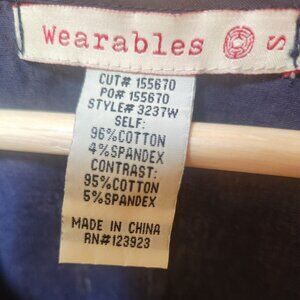 Wearables S
CUT# 155670
PO# 155670
STYLE# 3237W
SELF:
96%COTTON
4%SPANDEX
CONTRAST:
95%COTTON
5%SPANDEX
MADE IN CHINA
RN#123923